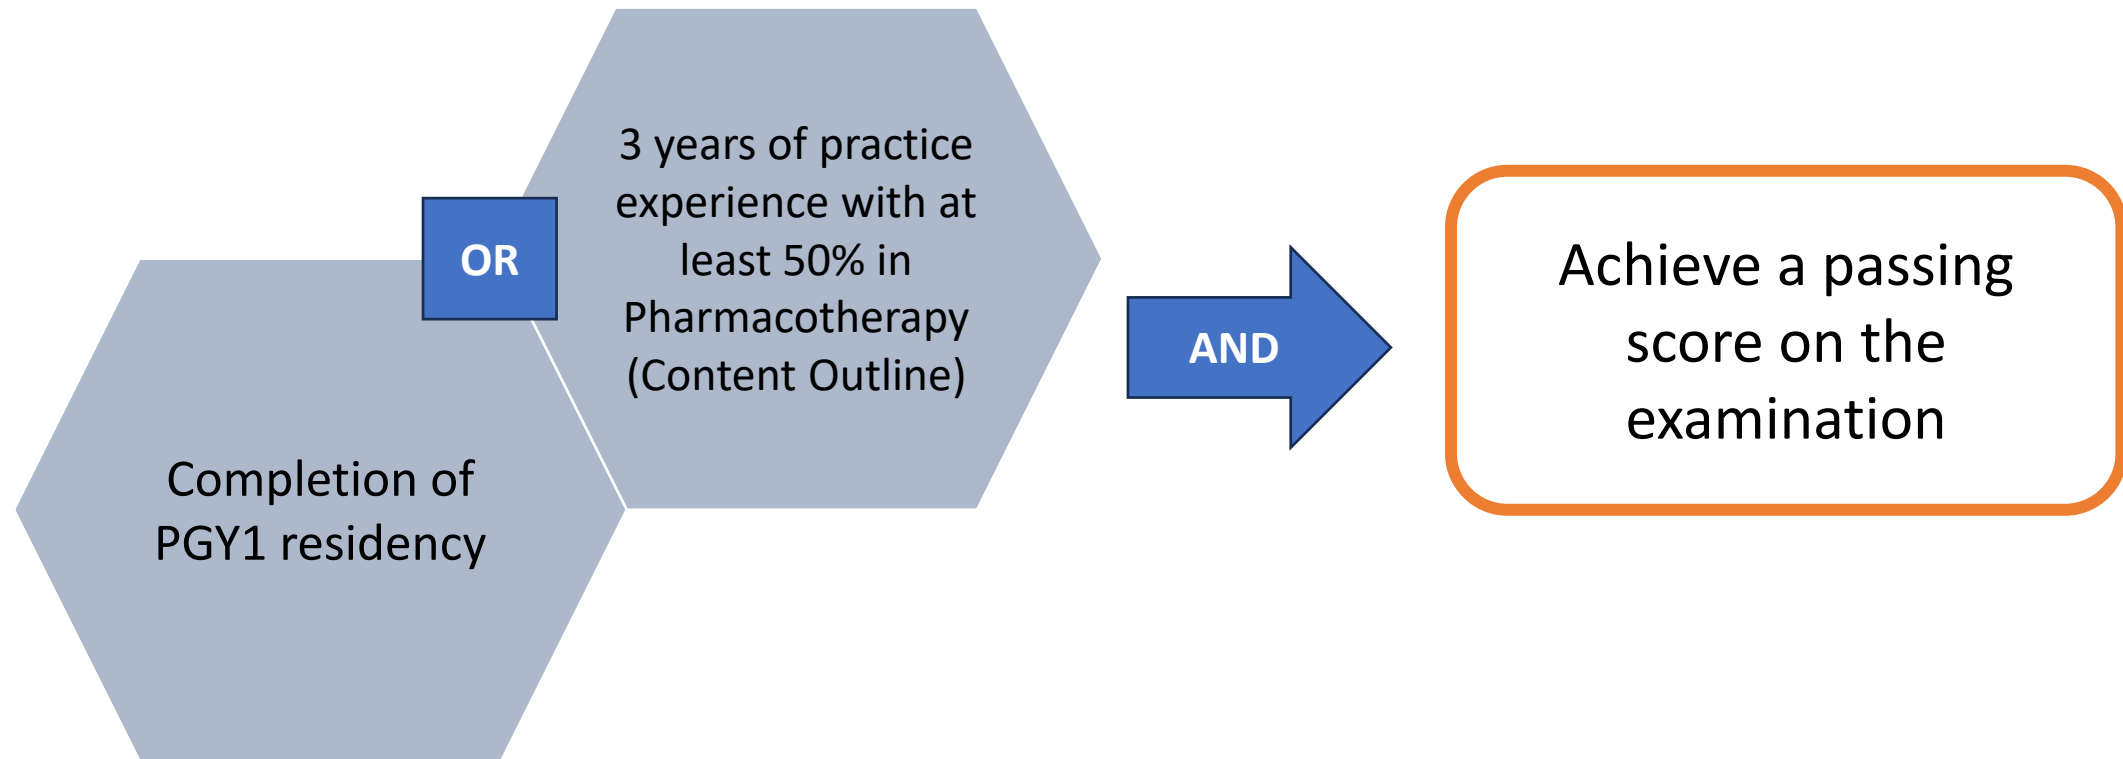 Completion of
PGY1 residency
OR
3 years of practice
experience with at
least 50% in
Pharmacotherapy
(Content Outline)
AND
Achieve a passing
score on the
examination